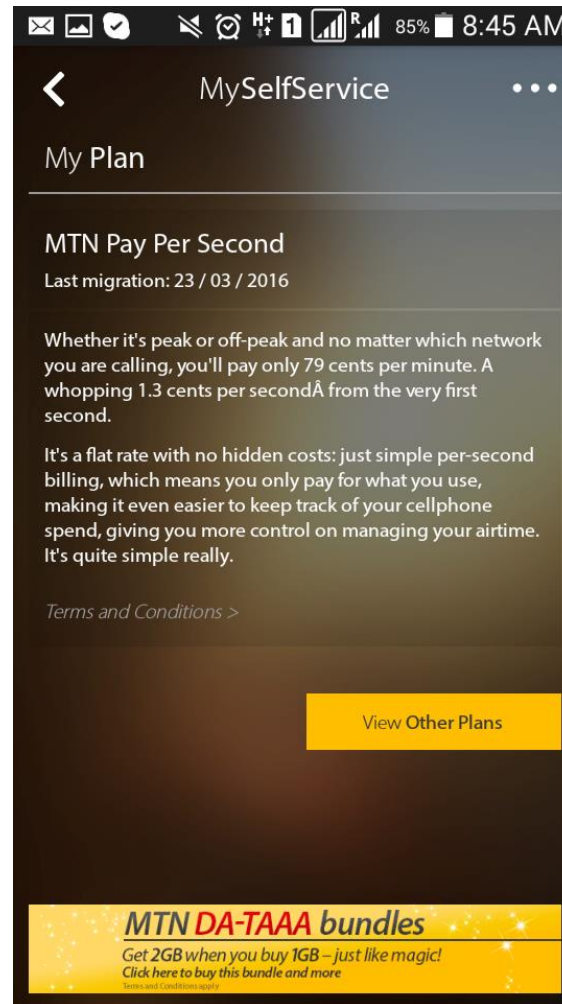 H+ 1 R 85% 8:45 AM
MySelfService
My Plan
MTN Pay Per Second
Last migration: 23 / 03 / 2016
Whether it's peak or off-peak and no matter which network
you are calling, you'll pay only 79 cents per minute. A
whopping 1.3 cents per secondÂ from the very first
second.
It's a flat rate with no hidden costs: just simple per-second
billing, which means you only pay for what you use,
making it even easier to keep track of your cellphone
spend, giving you more control on managing your airtime.
It's quite simple really.
Terms and Conditions >
View Other Plans
MTN DA-TAAA bundles
Get 2GB when you buy 1GB – just like magic!
Click here to buy this bundle and more
Terms and Conditions apply